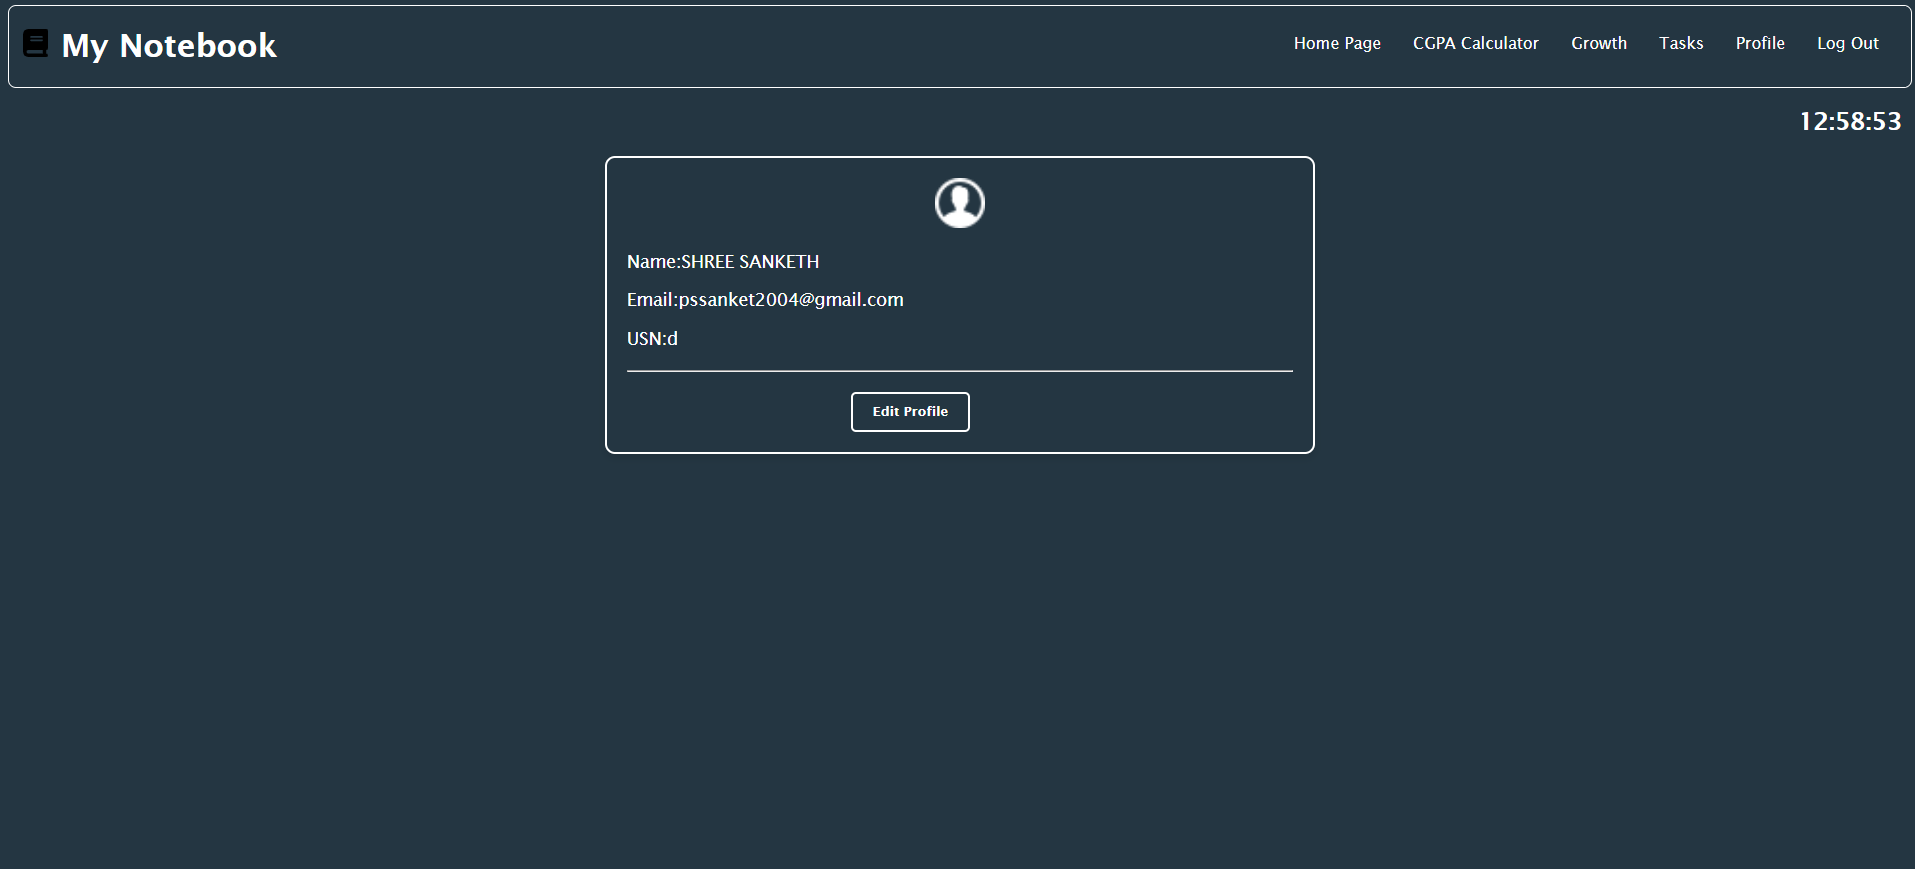 My Notebook
Home Page CGPA Calculator Growth Tasks Profile Log Out
12:58:53
Name:SHREE SANKETH
Email:pssanket2004@gmail.com
USN:d
Edit Profile